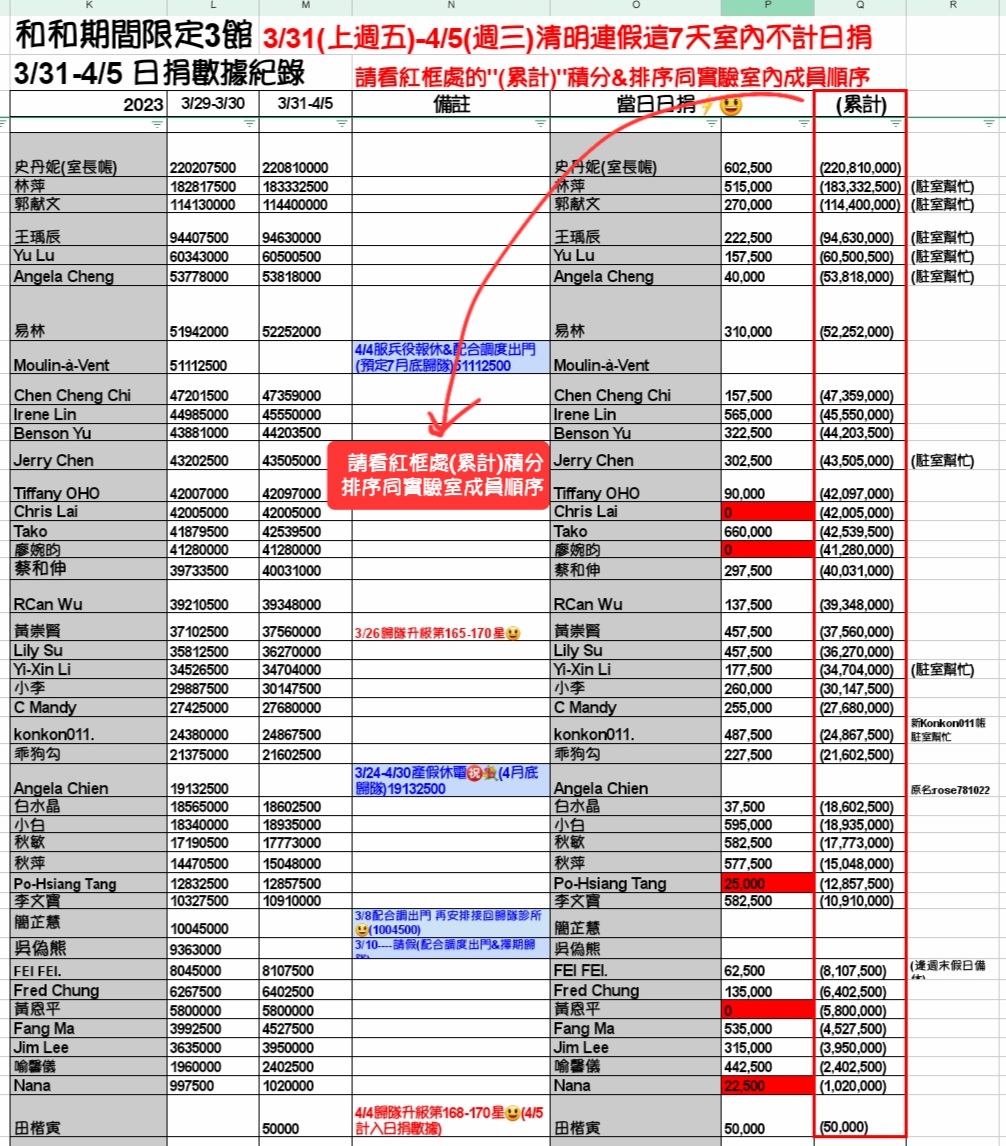 K L M N O P Q R
和和期間限定3館 3/31(上週五)-4/5(週三)清明連假這7天室內不計日捐
3/31-4/5 日捐數據紀錄 請看紅框處的"(累計)"積分&排序同實驗室內成員順序
2023 3/29-3/30 3/31-4/5 備註 當日日捐⚡😃 (累計)
史丹妮(室長帳) 220207500 220810000 史丹妮(室長帳) 602,500 (220,810,000)
林萍 182817500 183332500 林萍 515,000 (183,332,500) (駐室幫忙)
郭献文 114130000 114400000 郭献文 270,000 (114,400,000) (駐室幫忙)
王瑀辰 94407500 94630000 王瑀辰 222,500 (94,630,000) (駐室幫忙)
Yu Lu 60343000 60500500 Yu Lu 157,500 (60,500,500) (駐室幫忙)
Angela Cheng 53778000 53818000 Angela Cheng 40,000 (53,818,000) (駐室幫忙)
易林 51942000 52252000 易林 310,000 (52,252,000)
4/4服兵役報休&配合調度出門
Moulin-à-Vent 51112500 (預定7月底歸隊)51112500 Moulin-à-Vent
Chen Cheng Chi 47201500 47359000 Chen Cheng Chi 157,500 (47,359,000)
Irene Lin 44985000 45550000 Irene Lin 565,000 (45,550,000)
Benson Yu 43881000 44203500 Benson Yu 322,500 (44,203,500)
Jerry Chen 43202500 43505000 請看紅框處(累計)積分 Jerry Chen 302,500 (43,505,000) (駐室幫忙)
排序同實驗室成員順序
Tiffany OHO 42007000 42097000 Tiffany OHO 90,000 (42,097,000)
Chris Lai 42005000 42005000 Chris Lai 0 (42,005,000)
Tako 41879500 42539500 Tako 660,000 (42,539,500)
廖婉昀 41280000 41280000 廖婉昀 0 (41,280,000)
蔡和伸 39733500 40031000 蔡和伸 297,500 (40,031,000)
RCan Wu 39210500 39348000 RCan Wu 137,500 (39,348,000)
黃崇賢 37102500 37560000 3/26歸隊升級第165-170星😃 黃崇賢 457,500 (37,560,000)
Lily Su 35812500 36270000 Lily Su 457,500 (36,270,000)
Yi-Xin Li 34526500 34704000 Yi-Xin Li 177,500 (34,704,000) (駐室幫忙)
小李 29887500 30147500 小李 260,000 (30,147,500)
C Mandy 27425000 27680000 C Mandy 255,000 (27,680,000)
新Konkon011帳
konkon011. 24380000 24867500 konkon011. 487,500 (24,867,500) 駐室幫忙
乖狗勾 21375000 21602500 乖狗勾 227,500 (21,602,500)
3/24-4/30產假休電㊗(4月底
Angela Chien 19132500 歸隊)19132500 Angela Chien 原名:rose781022
白水晶 18565000 18602500 白水晶 37,500 (18,602,500)
小白 18340000 18935000 小白 595,000 (18,935,000)
秋敏 17190500 17773000 秋敏 582,500 (17,773,000)
秋萍 14470500 15048000 秋萍 577,500 (15,048,000)
Po-Hsiang Tang 12832500 12857500 Po-Hsiang Tang 25,000 (12,857,500)
李文寶 10327500 10910000 李文寶 582,500 (10,910,000)
3/8配合調出門 再安排接回歸隊診所
簡芷慧 10045000 😃(1004500) 簡芷慧
吳偽熊 9363000 3/10----請假(配合調度出門&擇期歸 吳偽熊
FEI FEI. 8045000 8107500 FEI FEI. 62,500 (8,107,500) (逢週末假日備
Fred Chung 6267500 6402500 Fred Chung 135,000 (6,402,500)
黃恩平 5800000 5800000 黃恩平 0 (5,800,000)
Fang Ma 3992500 4527500 Fang Ma 535,000 (4,527,500)
Jim Lee 3635000 3950000 Jim Lee 315,000 (3,950,000)
喻馨儀 1960000 2402500 喻馨儀 442,500 (2,402,500)
Nana 997500 1020000 Nana 22,500 (1,020,000)
4/4歸隊升級第168-170星😃(4/5
田楷寅 50000 計入日捐數據) 田楷寅 50,000 (50,000)